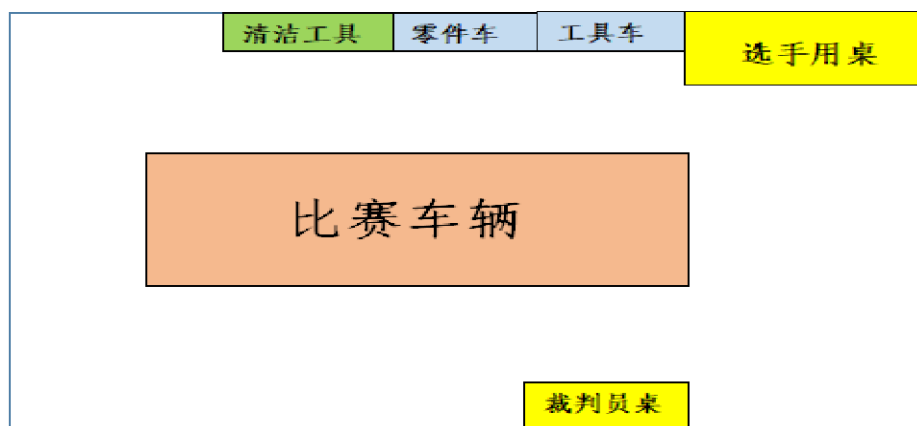 清洁工具
零件车
工具车
选手用桌
比赛车辆
裁判员桌